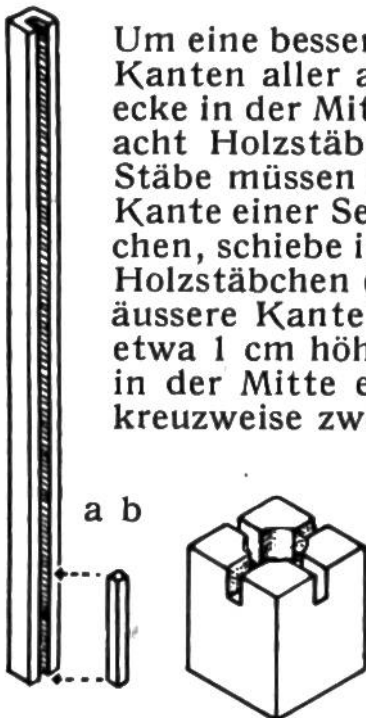 Um eine besser
Kanten aller a
ecke in der Mit
acht Holzstäb
Stäbe müssen
Kante einer Se
chen, schiebe i
Holzstäbchen
äussere Kante
etwa 1 cm höh
in der Mitte e
kreuzweise zw
a b